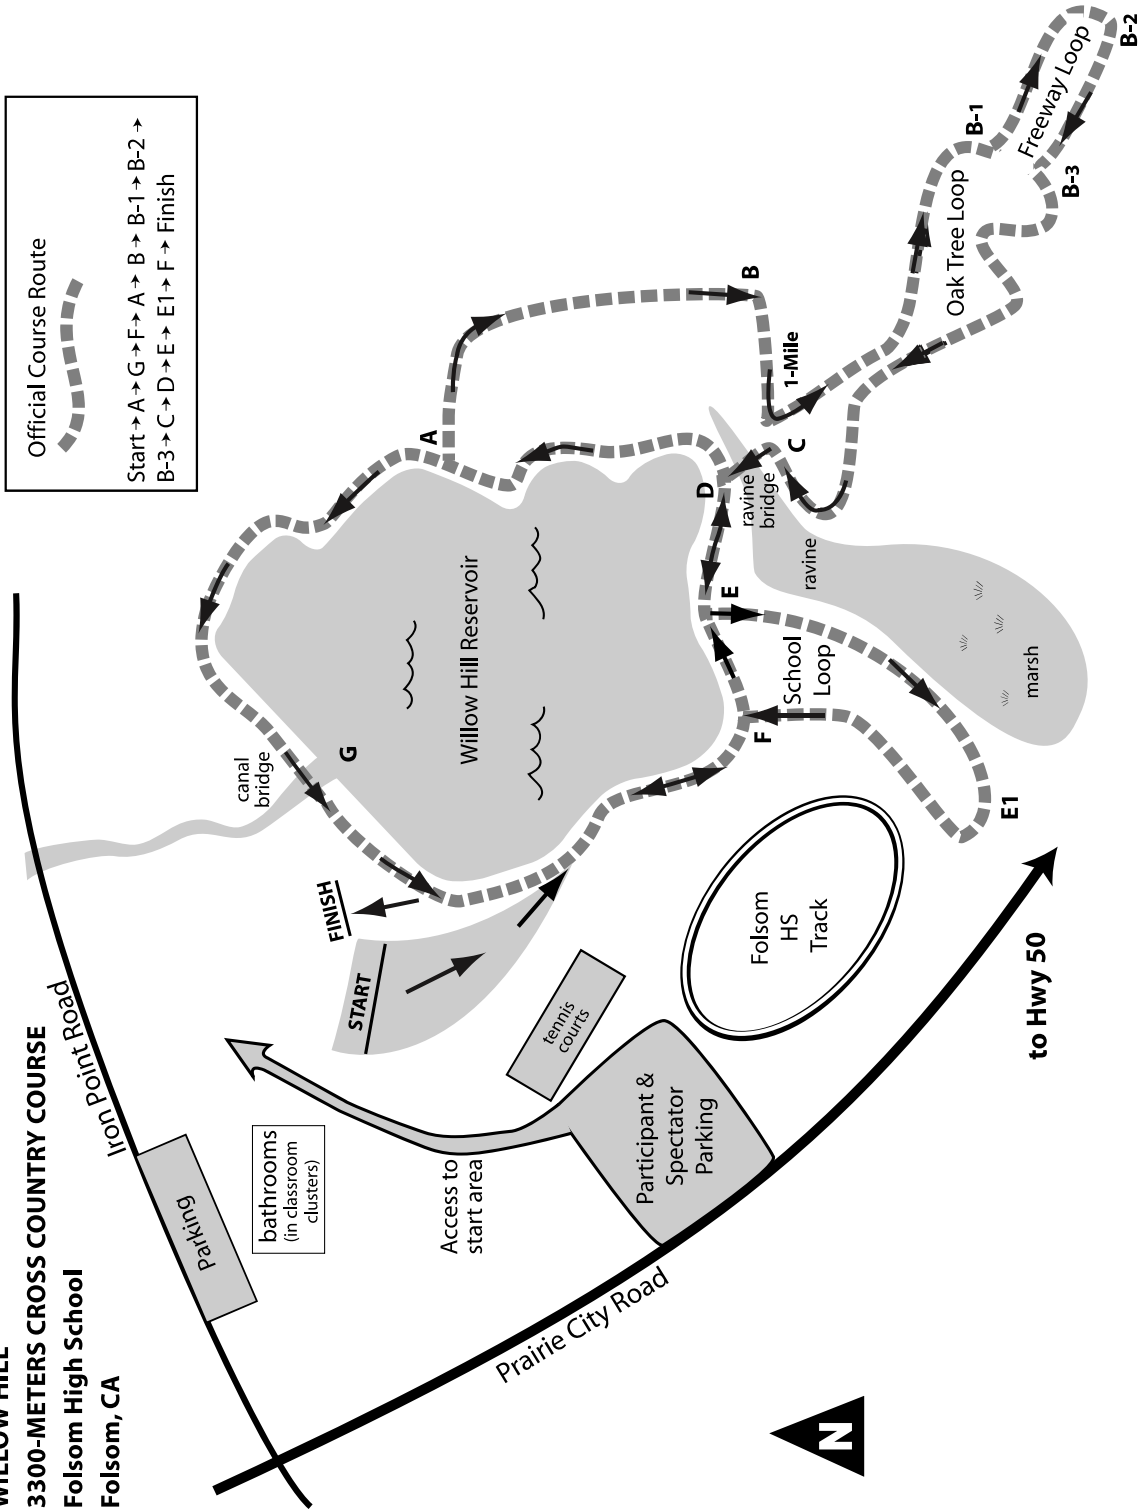 WILLOW HILL
3300-METERS CROSS COUNTRY COURSE
Folsom High School
Folsom, CA
Official Course Route
Start→A→G→F→A→ B→ B-1→B-2→
B-3→C→D→E→ E1→ F→ Finish
Iron Point Road
Parking
bathrooms
(in classroom
clusters)
Access to
start area
Prairie City Road
Participant &
Spectator
Parking
tennis
courts
START
FINISH
canal
bridge
G
Willow Hill Reservoir
A
B
1-Mile
C
D
ravine
bridge
ravine
E
School
Loop
F
E1
marsh
Oak Tree Loop
B-1
Freeway Loop
B-2
B-3
Folsom
HS
Track
to Hwy 50
N